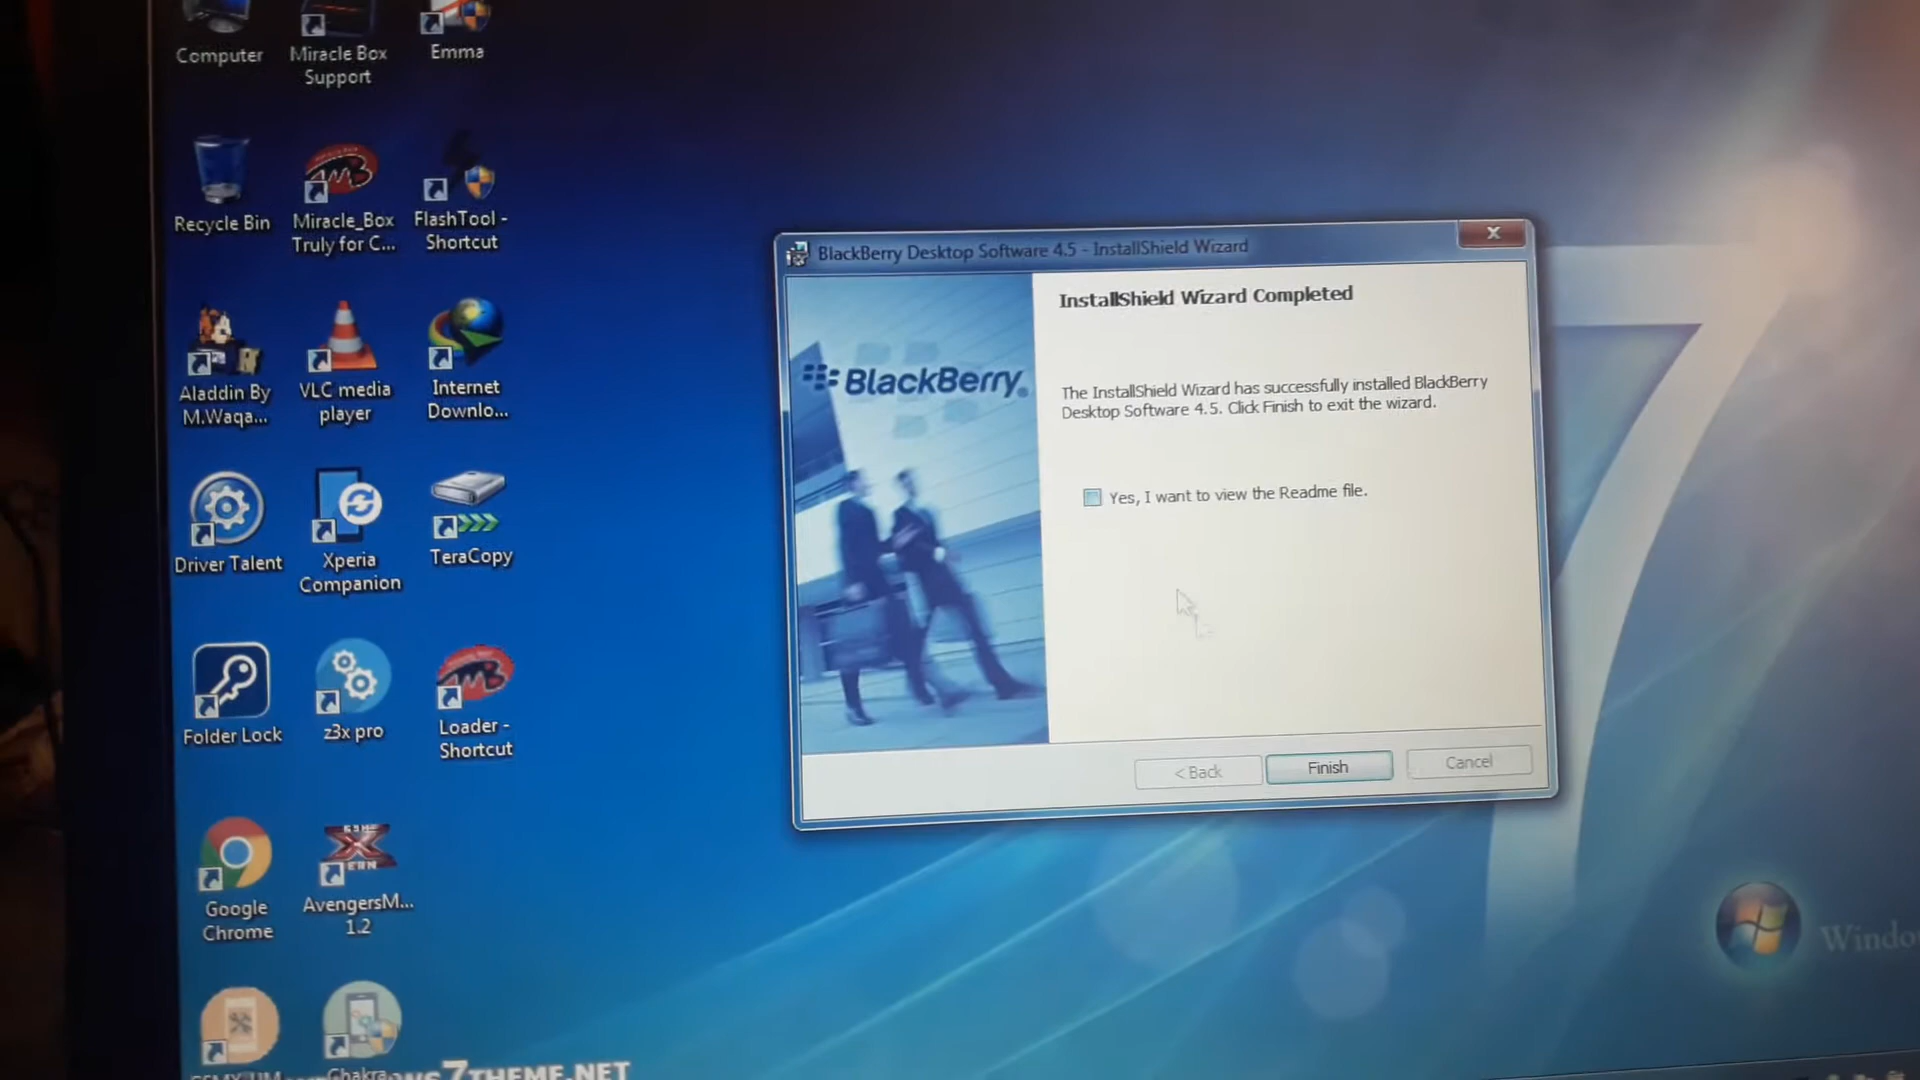 Computer
Miracle Box
Support
Emma
Recycle Bin
Miracle_Box
Truly for C...
FlashTool -
Shortcut
Aladdin By
M.Waqa...
VLC media
player
Internet
Downlo...
Driver Talent
Xperia
Companion
TeraCopy
Folder Lock
z3x pro
Loader -
Shortcut
Google
Chrome
AvengersM...
1.2
Chakra
7THEME.NET
BlackBerry Desktop Software 4.5 - InstallShield Wizard
InstallShield Wizard Completed
BlackBerry
The InstallShield Wizard has successfully installed BlackBerry
Desktop Software 4.5. Click Finish to exit the wizard.
Yes, I want to view the Readme file.
< Back
Finish
Cancel
7
Windo